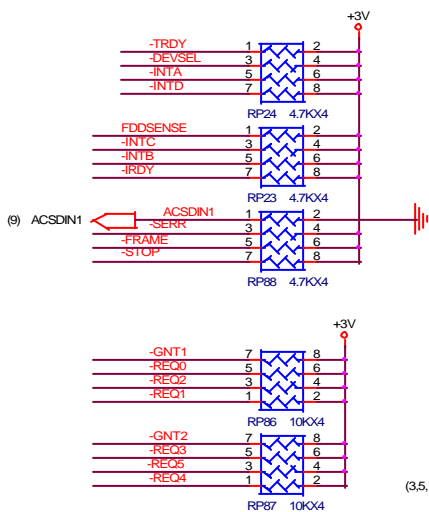 +3V
-TRDY 1 2
-DEVSEL 3 4
-INTA 5 6
-INTD 7 8
RP24 4.7KX4
FDDSENSE 1 2
-INTC 3 4
-INTB 5 6
-IRDY 7 8
RP23 4.7KX4
(9) ACSDIN1 ACSDIN1 1 2
-SERR 3 4
-FRAME 5 6
-STOP 7 8
RP88 4.7KX4
+3V
-GNT1 7 8
-REQ0 5 6
-REQ2 3 4
-REQ1 1 2
RP86 10KX4
-GNT2 7 8
-REQ3 5 6
-REQ5 3 4
-REQ4 1 2
(3,5,
RP87 10KX4